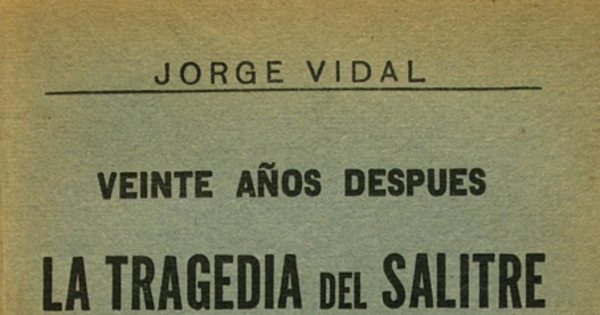 JORGE VIDAL
VEINTE AÑOS DESPUES
LA TRAGEDIA DEL SALITRE